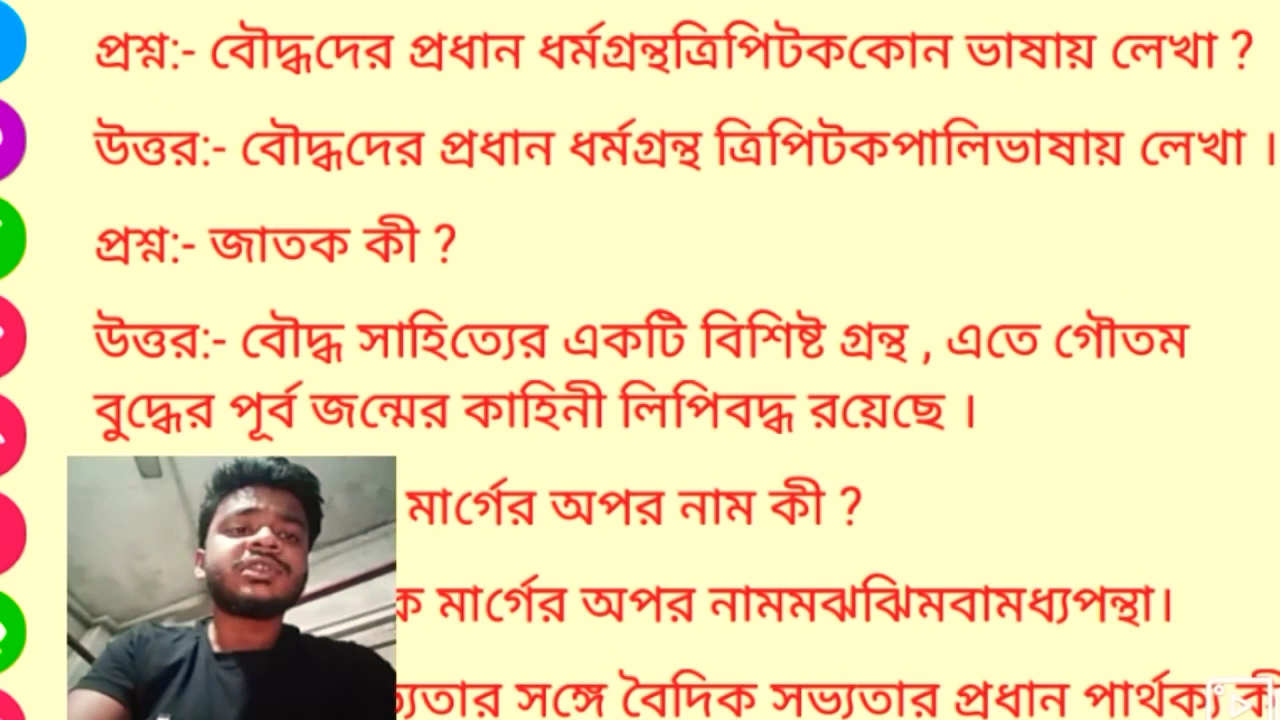 প্রশ্ন:- বৌদ্ধদের প্রধান ধর্মগ্রন্থত্রিপিটককোন ভাষায় লেখা ?
উত্তর:- বৌদ্ধদের প্রধান ধর্মগ্রন্থ ত্রিপিটকপালিভাষায় লেখা ।
প্রশ্ন:- জাতক কী ?
উত্তর:- বৌদ্ধ সাহিত্যের একটি বিশিষ্ট গ্রন্থ , এতে গৌতম
বুদ্ধের পূর্ব জন্মের কাহিনী লিপিবদ্ধ রয়েছে ।
মার্গের অপর নাম কী ?
ক মার্গের অপর নামমঝঝিমবামধ্যপন্থা।
সঙ্গে বৈদিক সভ্যতার প্রধান পার্থক্য